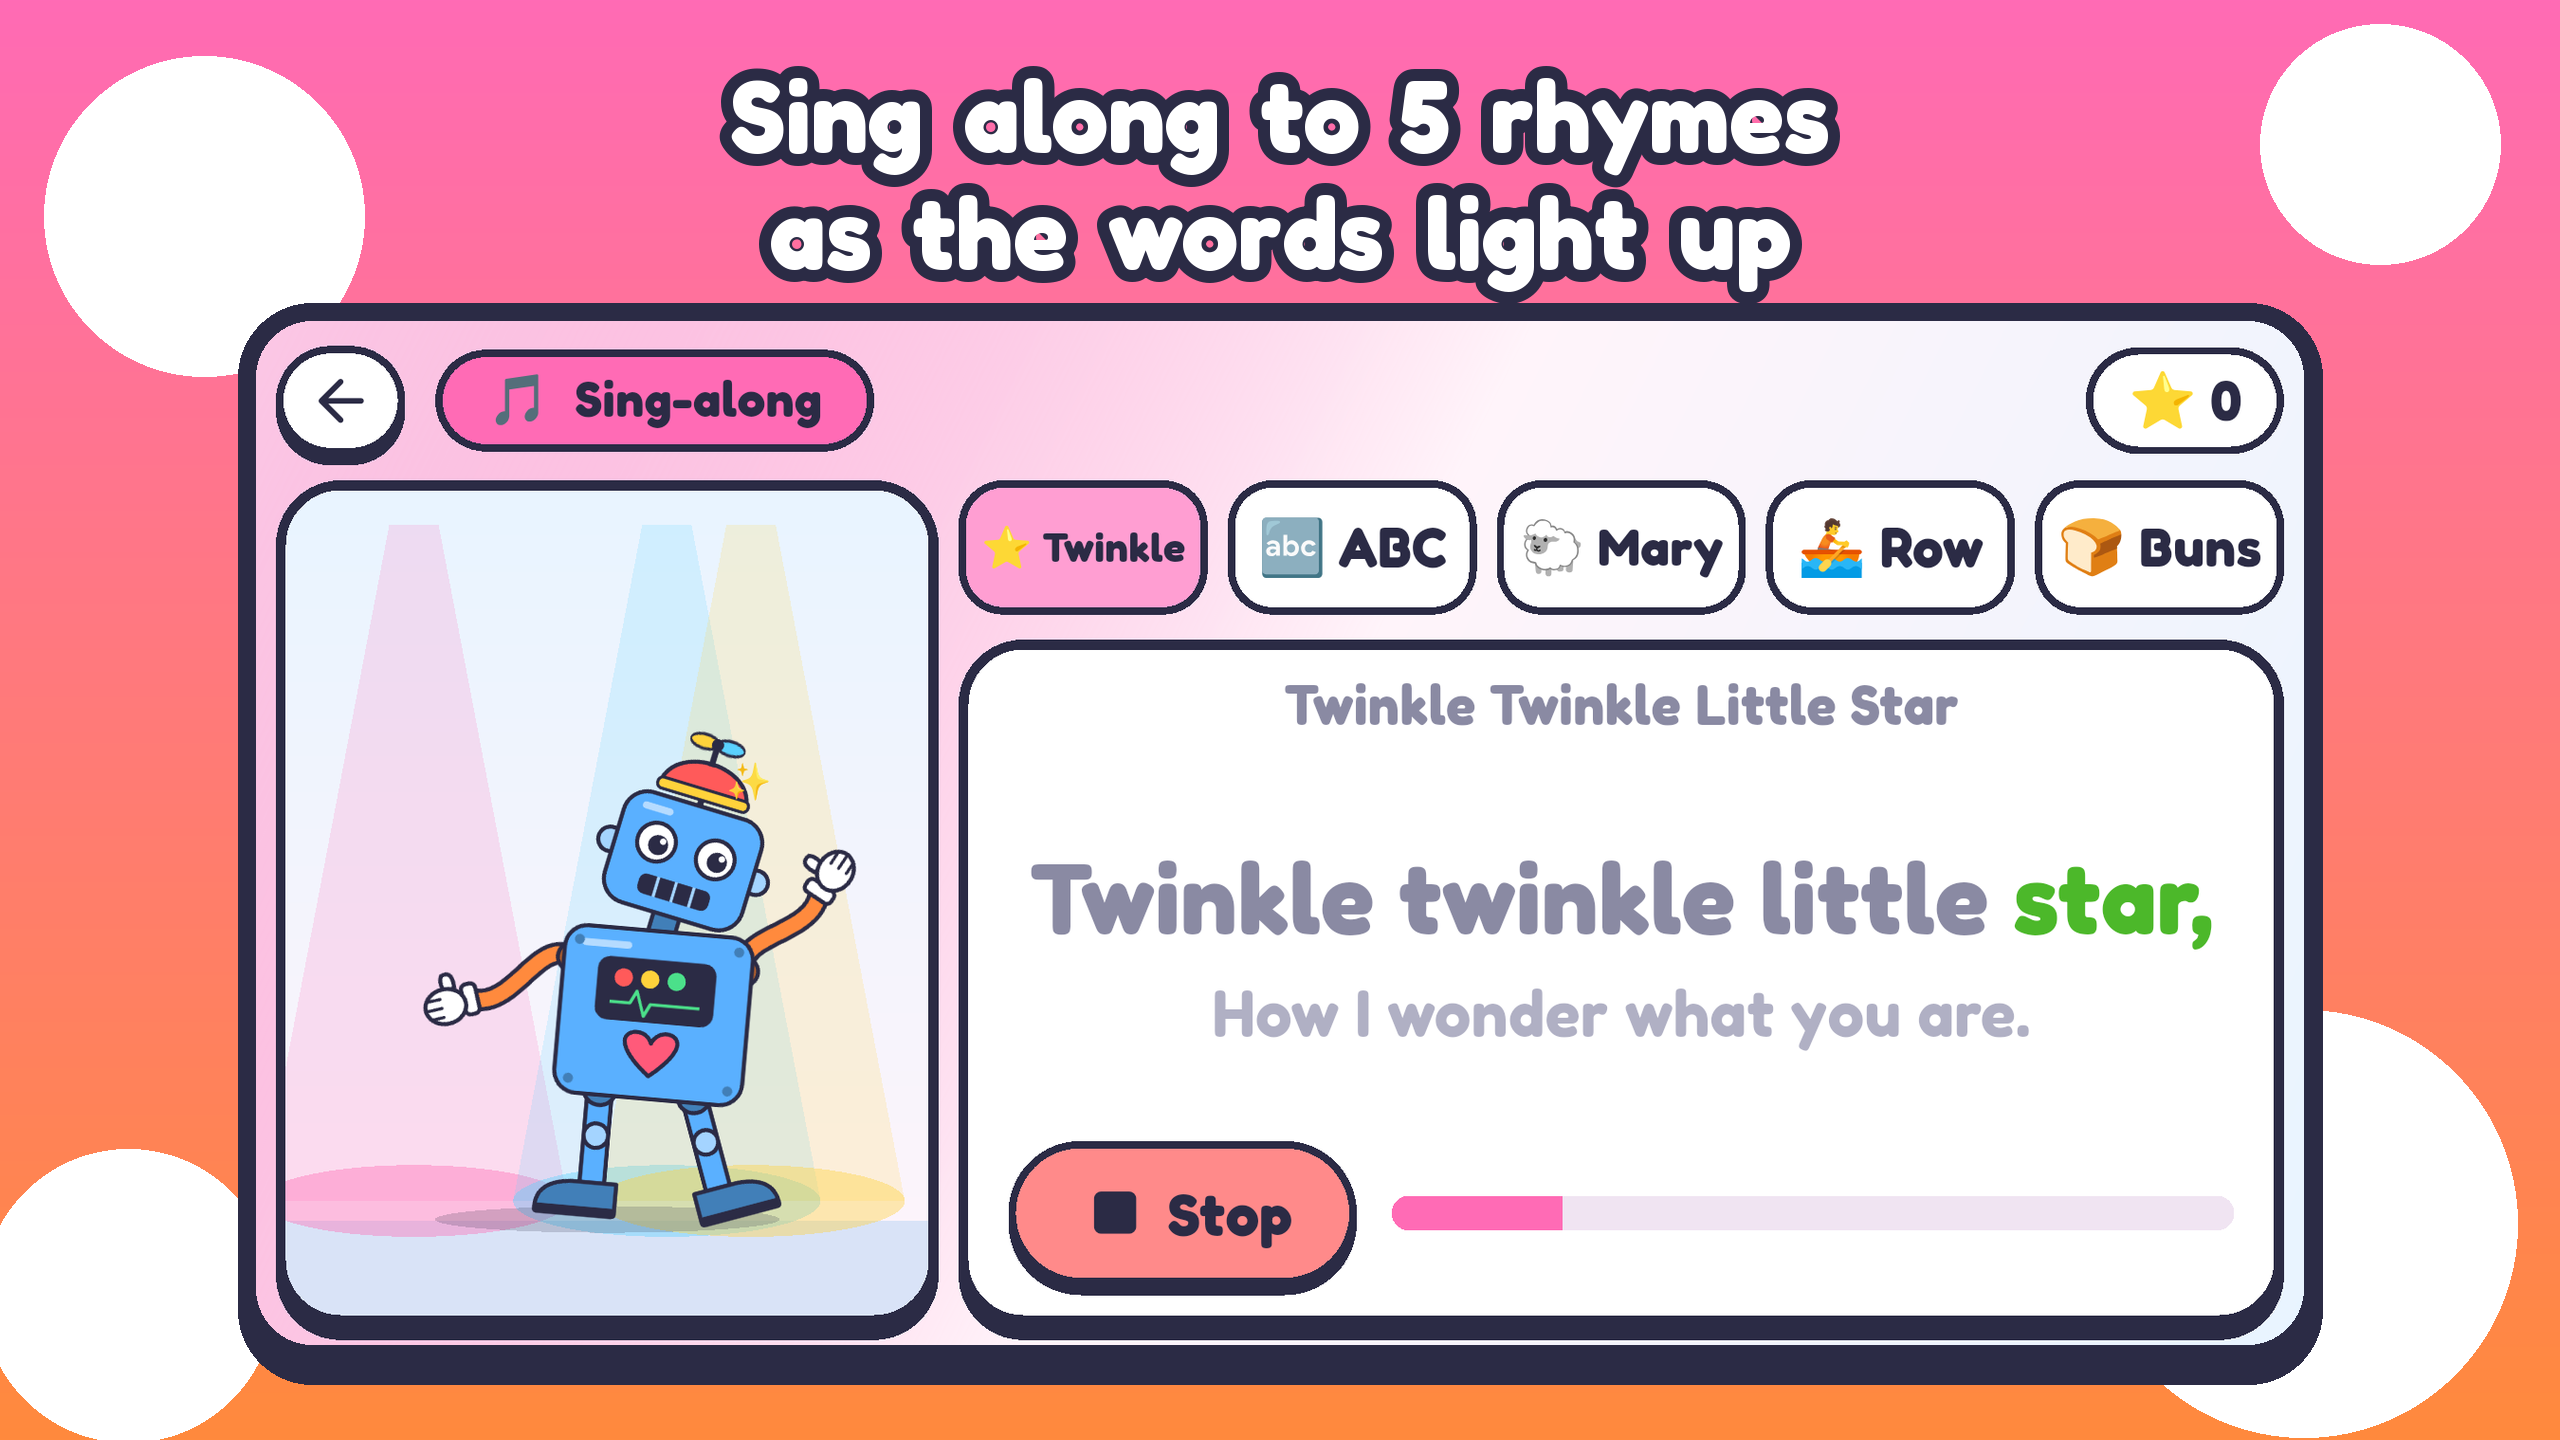 Sing along to 5 rhymes
as the words light up
Sing-along
0
Twinkle
abc ABC
Mary
Row
Buns
Twinkle Twinkle Little Star
Twinkle twinkle little star,
How I wonder what you are.
Stop